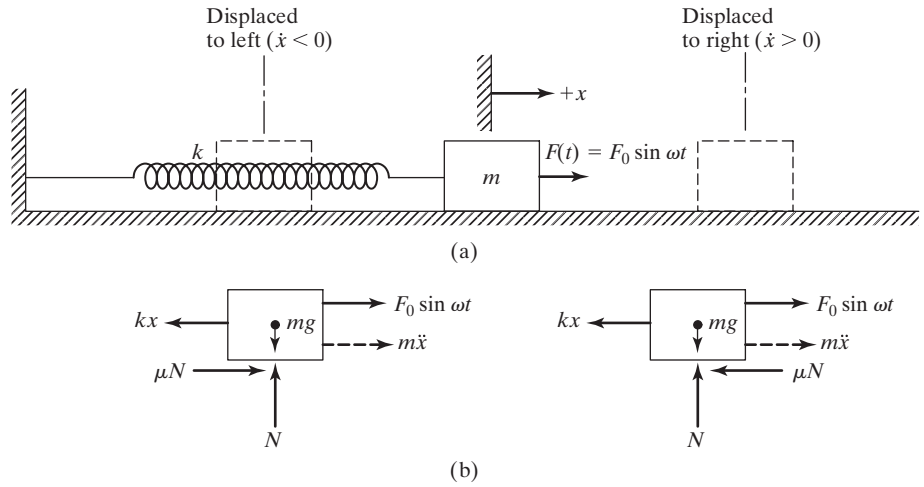 Displaced
to left (ẋ < 0)
Displaced
to right (ẋ > 0)
+x
k
m
F(t) = F₀ sin ωt
(a)
kx
mg
F₀ sin ωt
mẍ
μN
N
kx
mg
F₀ sin ωt
mẍ
μN
N
(b)